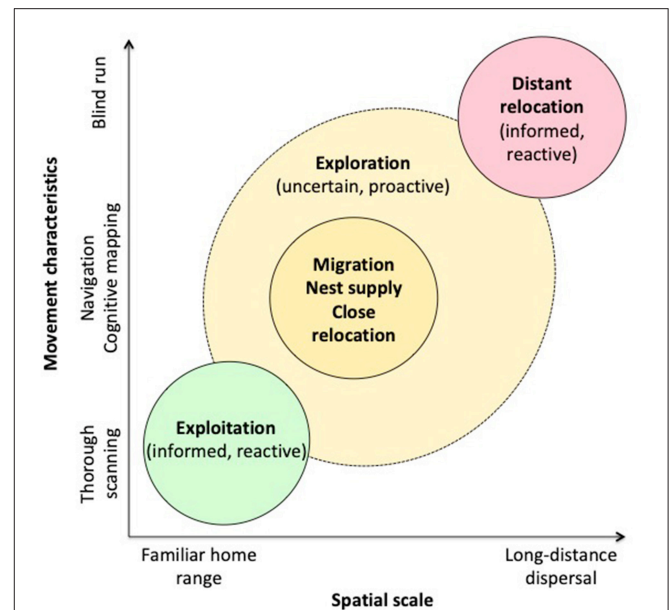 Distant
relocation
(informed,
reactive)
Exploration
(uncertain, proactive)
Migration
Nest supply
Close
relocation
Exploitation
(informed, reactive)
Movement characteristics
Blind run
Navigation
Cognitive mapping
Thorough
scanning
Familiar home
range
Long-distance
dispersal
Spatial scale